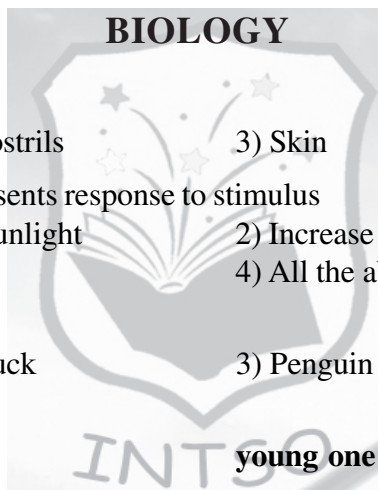 BIOLOGY
ostrils 3) Skin
sents response to stimulus
unlight 2) Increase
4) All the a
uck 3) Penguin
young one
INTSO